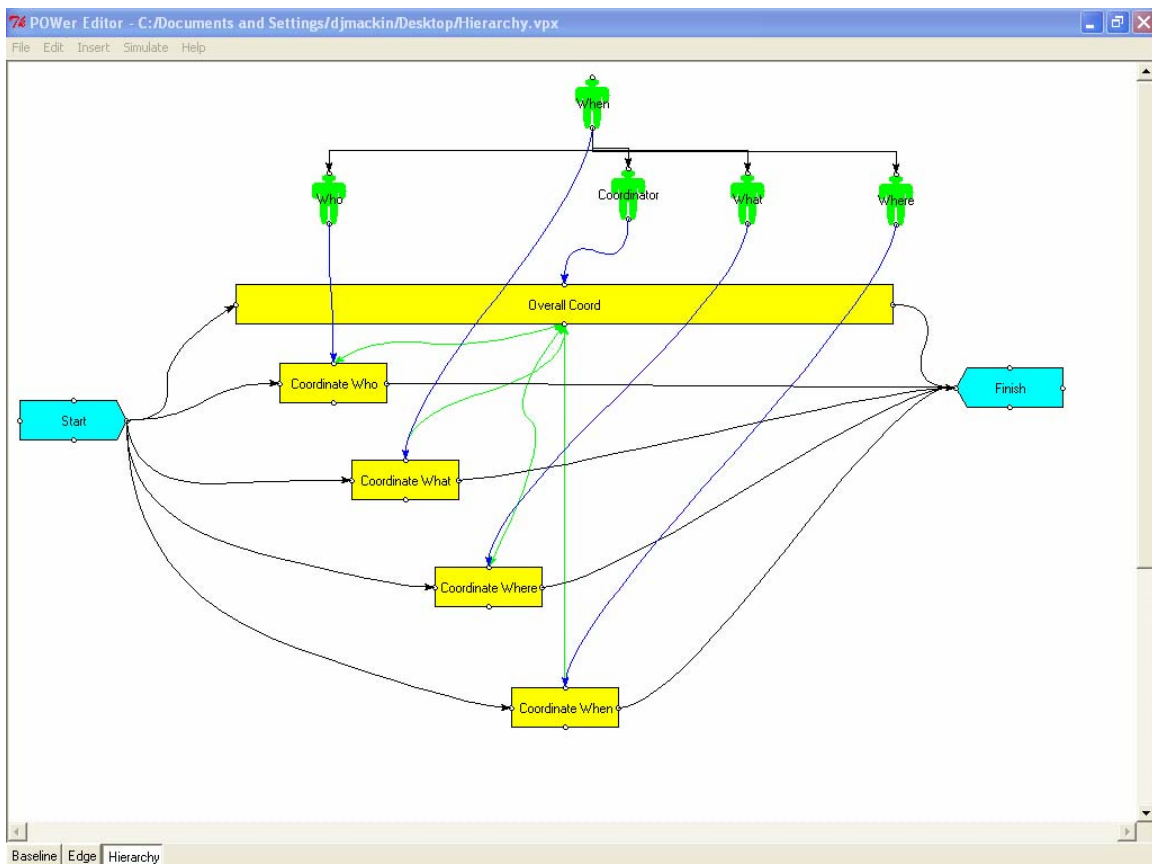 POWer Editor - C:/Documents and Settings/djmackin/Desktop/Hierarchy.vpx
File Edit Insert Simulate Help
When
Who
Coordinator
What
Where
Overall Coord
Coordinate Who
Finish
Start
Coordinate What
Coordinate Where
Coordinate When
Baseline Edge Hierarchy